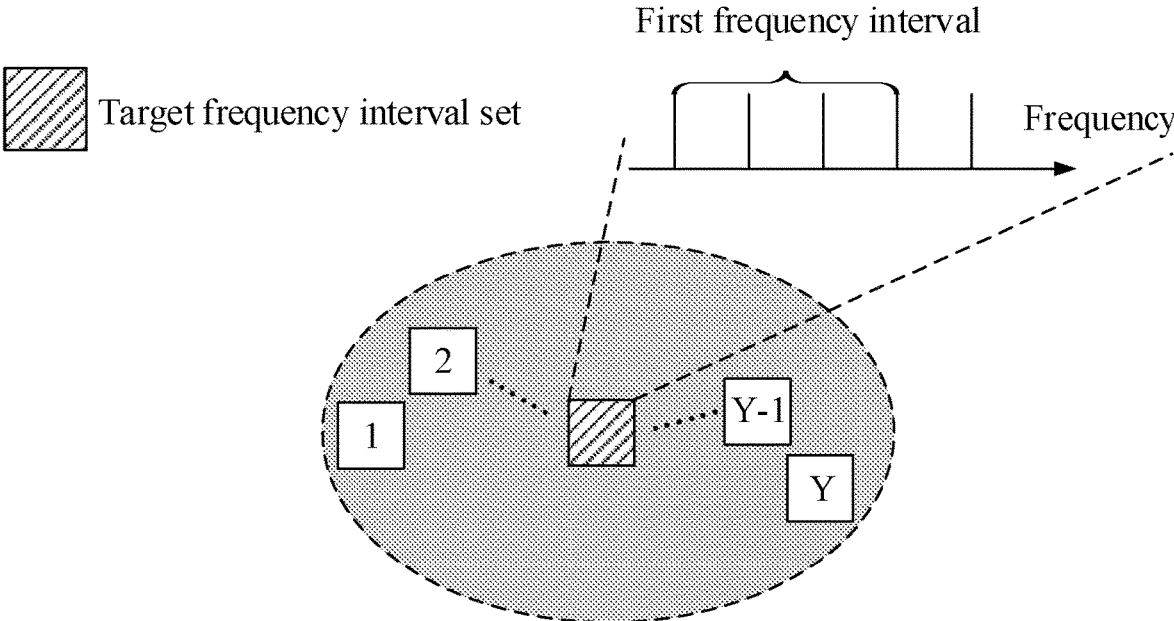 First frequency interval
Target frequency interval set
Frequency
2
1
Y-1
Y